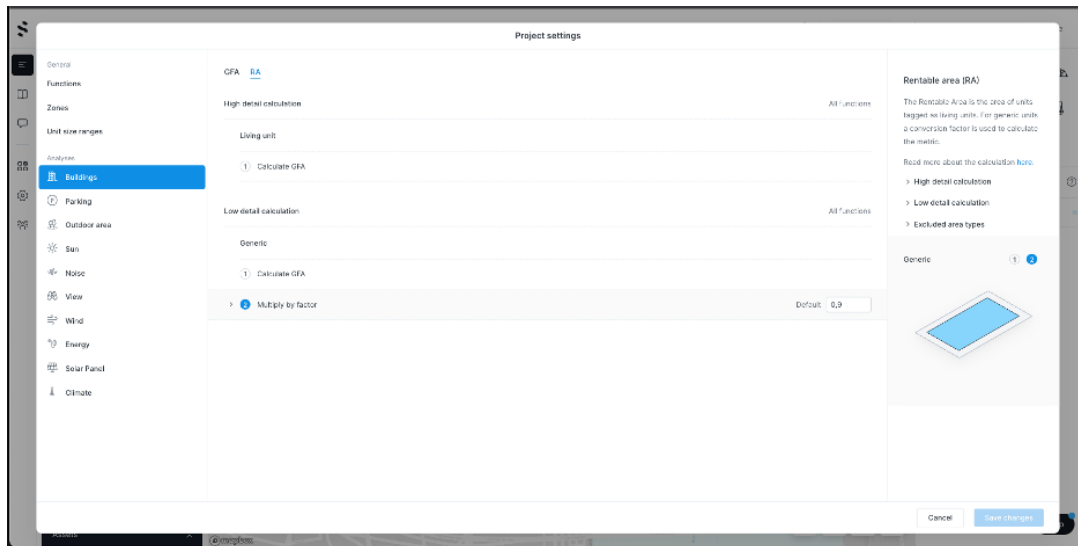 Project settings
General
Functions
Zones
Unit size ranges
Analyses
Buildings
Parking
Outdoor area
Sun
Noise
View
Wind
Energy
Solar Panel
Climate
GFA RA
High detail calculation All functions
Living unit
1 Calculate GFA
Low detail calculation All functions
Generic
1 Calculate GFA
2 Multiply by factor Default 0,9
Rentable area (RA)
The Rentable Area is the area of units
tagged as living units. For generic units
a conversion factor is used to calculate
the metric.
Read more about the calculation here.
High detail calculation
Low detail calculation
Excluded area types
Generic 1 2
Cancel Save changes
Assets
mapbox